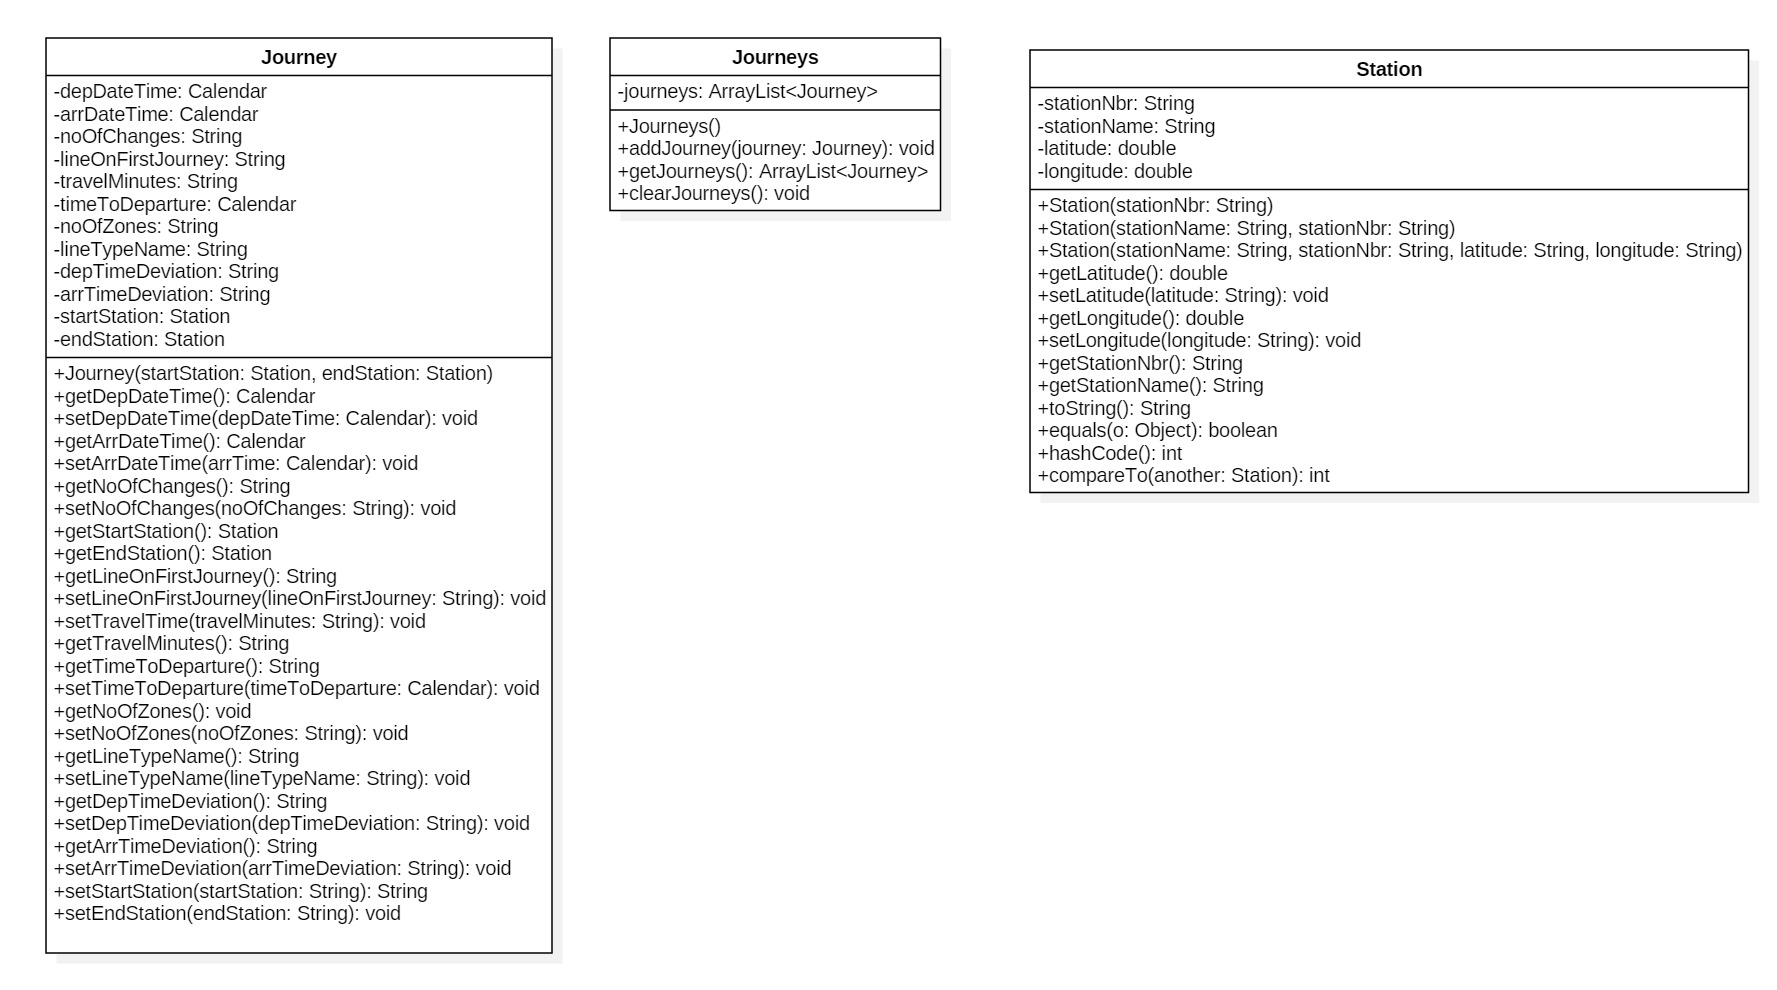 Journey
-depDateTime: Calendar
-arrDateTime: Calendar
-noOfChanges: String
-lineOnFirstJourney: String
-travelMinutes: String
-timeToDeparture: Calendar
-noOfZones: String
-lineTypeName: String
-depTimeDeviation: String
-arrTimeDeviation: String
-startStation: Station
-endStation: Station
+Journey(startStation: Station, endStation: Station)
+getDepDateTime(): Calendar
+setDepDateTime(depDateTime: Calendar): void
+getArrDateTime(): Calendar
+setArrDateTime(arrTime: Calendar): void
+getNoOfChanges(): String
+setNoOfChanges(noOfChanges: String): void
+getStartStation(): Station
+getEndStation(): Station
+getLineOnFirstJourney(): String
+setLineOnFirstJourney(lineOnFirstJourney: String): void
+setTravelTime(travelMinutes: String): void
+getTravelMinutes(): String
+getTimeToDeparture(): String
+setTimeToDeparture(timeToDeparture: Calendar): void
+getNoOfZones(): void
+setNoOfZones(noOfZones: String): void
+getLineTypeName(): String
+setLineTypeName(lineTypeName: String): void
+getDepTimeDeviation(): String
+setDepTimeDeviation(depTimeDeviation: String): void
+getArrTimeDeviation(): String
+setArrTimeDeviation(arrTimeDeviation: String): void
+setStartStation(startStation: String): String
+setEndStation(endStation: String): void
Journeys
-journeys: ArrayList<Journey>
+Journeys()
+addJourney(journey: Journey): void
+getJourneys(): ArrayList<Journey>
+clearJourneys(): void
Station
-stationNbr: String
-stationName: String
-latitude: double
-longitude: double
+Station(stationNbr: String)
+Station(stationName: String, stationNbr: String)
+Station(stationName: String, stationNbr: String, latitude: String, longitude: String)
+getLatitude(): double
+setLatitude(latitude: String): void
+getLongitude(): double
+setLongitude(longitude: String): void
+getStationNbr(): String
+getStationName(): String
+toString(): String
+equals(o: Object): boolean
+hashCode(): int
+compareTo(another: Station): int